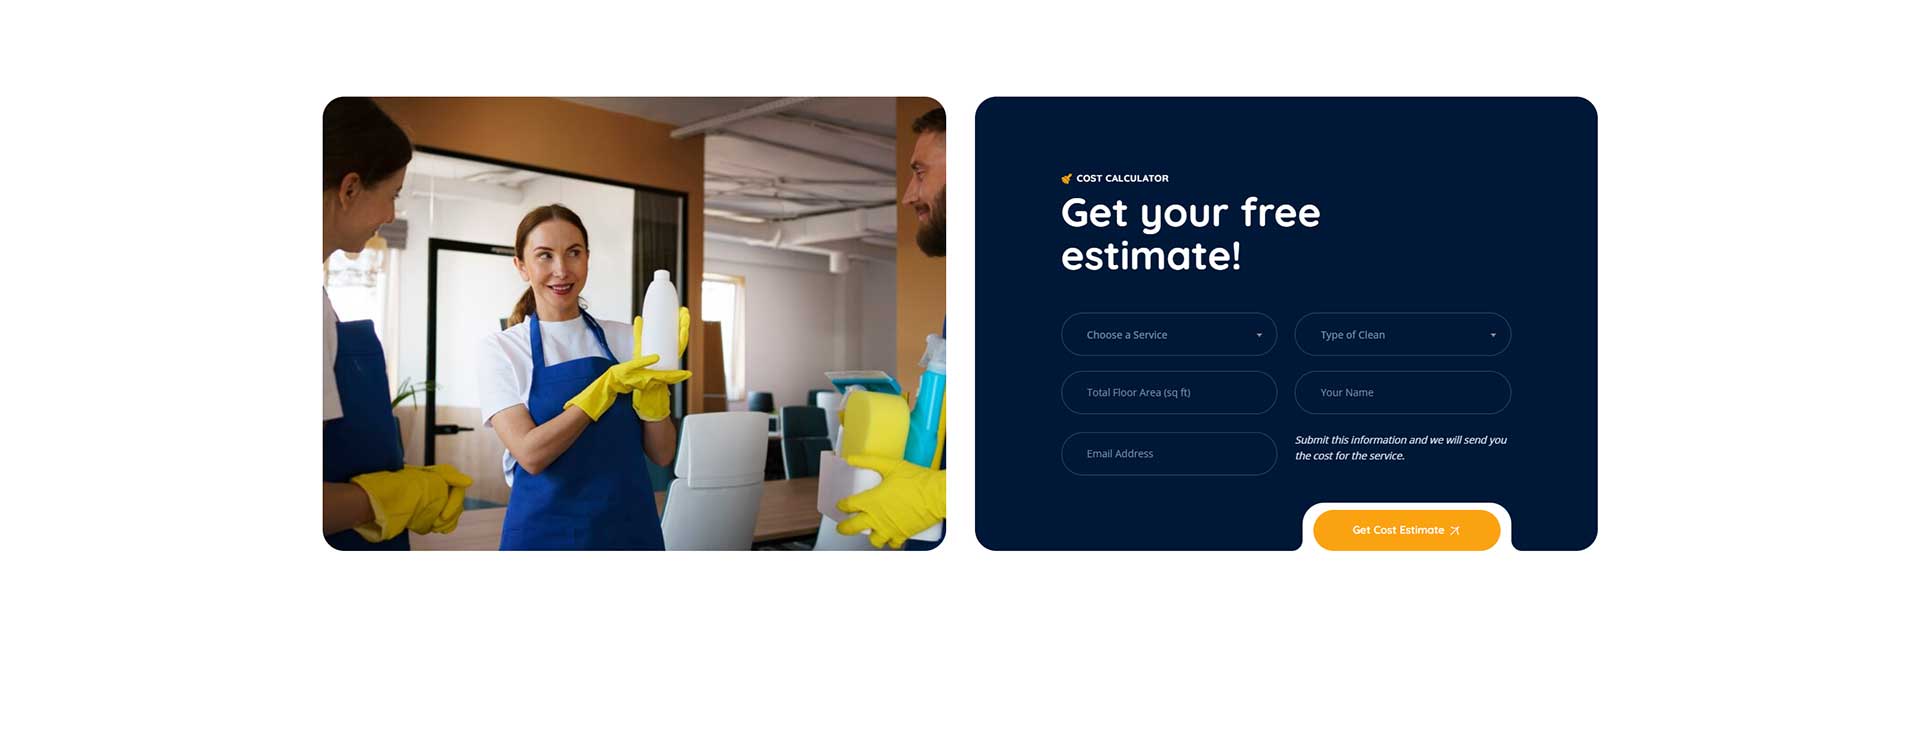 COST CALCULATOR
Get your free
estimate!
Choose a Service
Type of Clean
Total Floor Area (sq ft)
Your Name
Email Address
Submit this information and we will send you
the cost for the service.
Get Cost Estimate